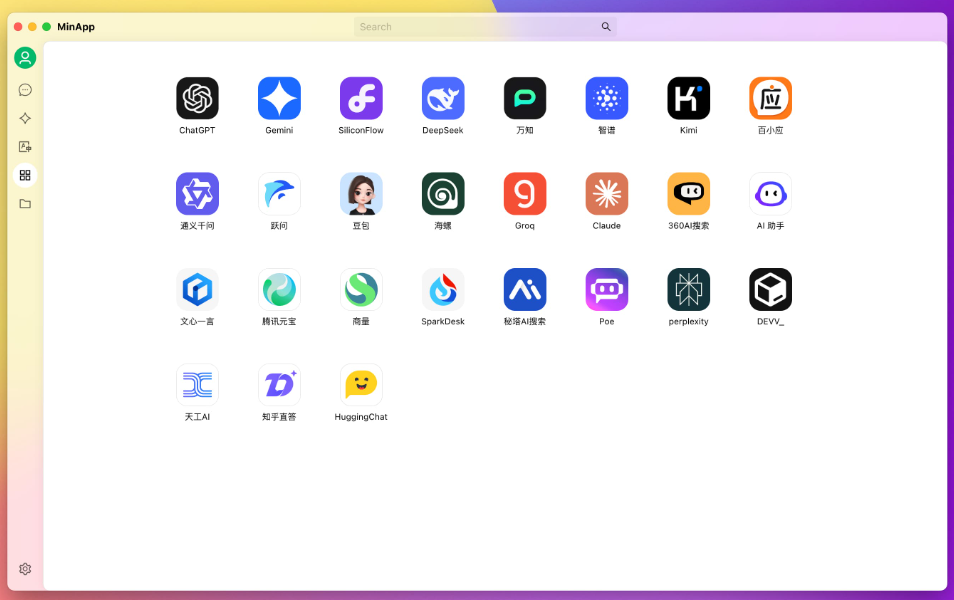 MinApp
Search
ChatGPT
Gemini
SiliconFlow
DeepSeek
万知
智谱
Kimi
百小应
通义千问
跃问
豆包
海螺
Groq
Claude
360AI搜索
AI 助手
文心一言
腾讯元宝
商量
SparkDesk
秘塔AI搜索
Poe
perplexity
DEVV_
天工AI
知乎直答
HuggingChat